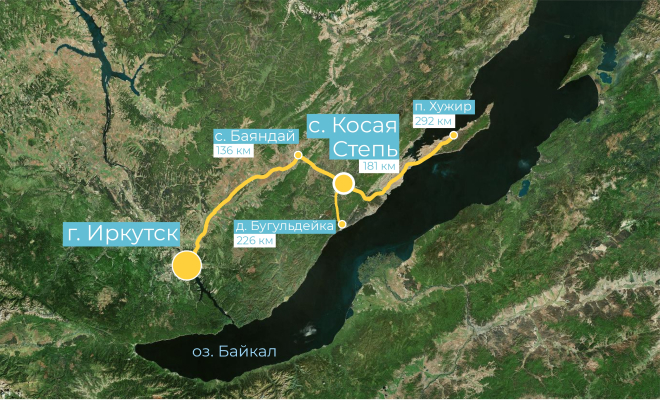 п. Хужир
292 км
с. Косая
Степь
181 км
с. Баяндай
136 км
д. Бугульдейка
226 км
г. Иркутск
оз. Байкал